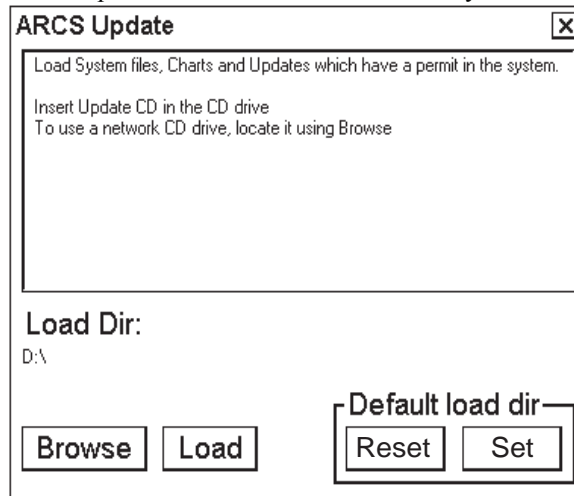 ARCS Update
X
Load System files, Charts and Updates which have a permit in the system.
Insert Update CD in the CD drive
To use a network CD drive, locate it using Browse
Load Dir:
D:\
Default load dir
Browse Load Reset Set